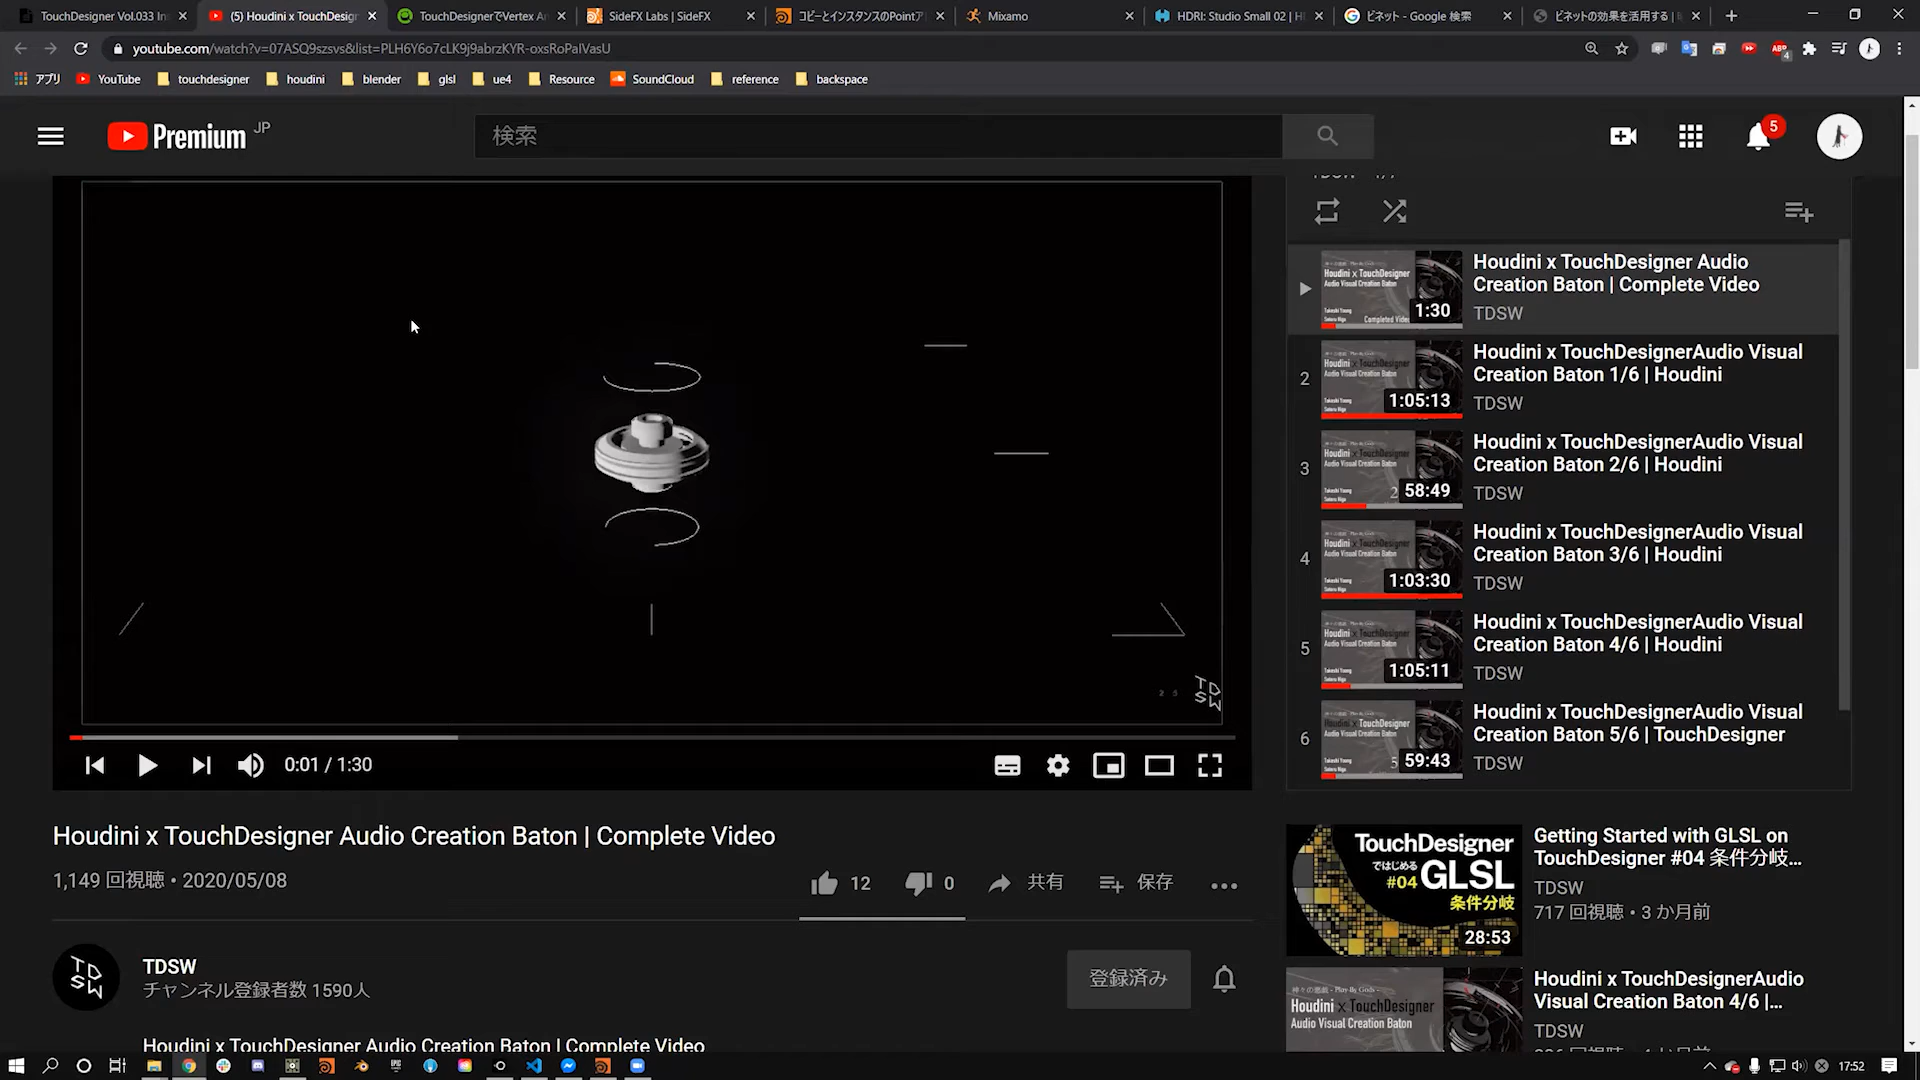 TouchDesigner Vol.033 In
(5) Houdini x TouchDesign
TouchDesignerでVertex An
SideFX Labs | SideFX
コピーとインスタンスのPointア
Mixamo
HDRI: Studio Small 02 | H
ビネット - Google 検索
ビネットの効果を活用する |
youtube.com/watch?v=07ASQ9szsvs&list=PLH6Y6o7cLK9j9abrzKYR-oxsRoPaIVasU
アプリ
YouTube
touchdesigner
houdini
blender
glsl
ue4
Resource
SoundCloud
reference
backspace
Premium JP
検索
5
TDSW
Houdini x TouchDesigner Audio
Creation Baton | Complete Video
TDSW
1:30
2
Houdini x TouchDesignerAudio Visual
Creation Baton 1/6 | Houdini
TDSW
1:05:13
3
Houdini x TouchDesignerAudio Visual
Creation Baton 2/6 | Houdini
TDSW
58:49
4
Houdini x TouchDesignerAudio Visual
Creation Baton 3/6 | Houdini
TDSW
1:03:30
5
Houdini x TouchDesignerAudio Visual
Creation Baton 4/6 | Houdini
TDSW
1:05:11
6
Houdini x TouchDesignerAudio Visual
Creation Baton 5/6 | TouchDesigner
TDSW
59:43
TDSW
0:01 / 1:30
Houdini x TouchDesigner Audio Creation Baton | Complete Video
1,149 回視聴 • 2020/05/08
12
0
共有
保存
TDSW
TDSW
チャンネル登録者数 1590人
登録済み
Houdini x TouchDesigner Audio Creation Baton | Complete Video
TouchDesigner
ではじめる
#04 GLSL
条件分岐
28:53
Getting Started with GLSL on
TouchDesigner #04 条件分岐...
TDSW
717 回視聴 • 3 か月前
Houdini x TouchDesigner
Audio Visual Creation Baton
Houdini x TouchDesignerAudio
Visual Creation Baton 4/6 |...
TDSW
17:52